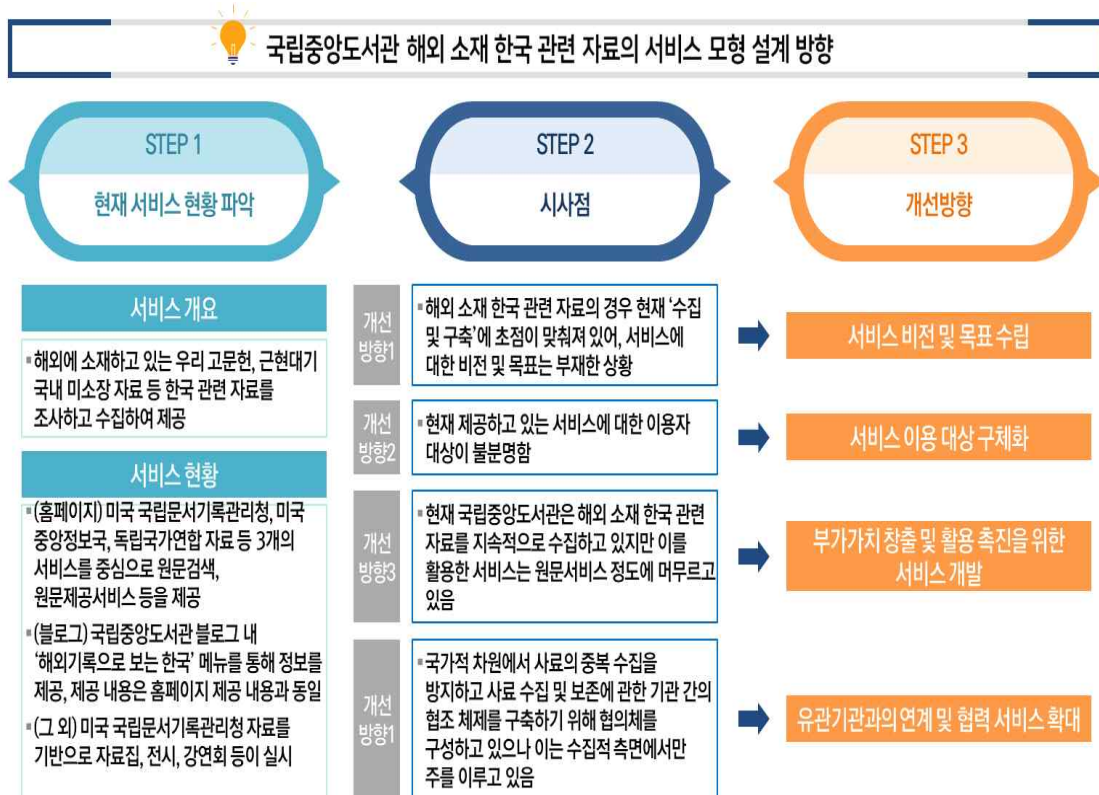 국립중앙도서관 해외 소재 한국 관련 자료의 서비스 모형 설계 방향
STEP 1
현재 서비스 현황 파악
STEP 2
시사점
STEP 3
개선방향
서비스 개요
▪해외에 소재하고 있는 우리 고문헌, 근현대기
국내 미소장 자료 등 한국 관련 자료를
조사하고 수집하여 제공
서비스 현황
▪(홈페이지) 미국 국립문서기록관리청, 미국
중앙정보국, 독립국가연합 자료 등 3개의
서비스를 중심으로 원문검색,
원문제공서비스 등을 제공
▪(블로그) 국립중앙도서관 블로그 내
‘해외기록으로 보는 한국’ 메뉴를 통해 정보를
제공, 제공 내용은 홈페이지 제공 내용과 동일
▪(그 외) 미국 국립문서기록관리청 자료를
기반으로 자료집, 전시, 강연회 등이 실시
개선
방향1
▪해외 소재 한국 관련 자료의 경우 현재 ‘수집
및 구축’에 초점이 맞춰져 있어, 서비스에
대한 비전 및 목표는 부재한 상황
서비스 비전 및 목표 수립
개선
방향2
▪현재 제공하고 있는 서비스에 대한 이용자
대상이 불분명함
서비스 이용 대상 구체화
개선
방향3
▪현재 국립중앙도서관은 해외 소재 한국 관련
자료를 지속적으로 수집하고 있지만 이를
활용한 서비스는 원문서비스 정도에 머무르고
있음
부가가치 창출 및 활용 촉진을 위한
서비스 개발
개선
방향1
▪국가적 차원에서 사료의 중복 수집을
방지하고 사료 수집 및 보존에 관한 기관 간의
협조 체제를 구축하기 위해 협의체를
구성하고 있으나 이는 수집적 측면에서만
주를 이루고 있음
유관기관과의 연계 및 협력 서비스 확대